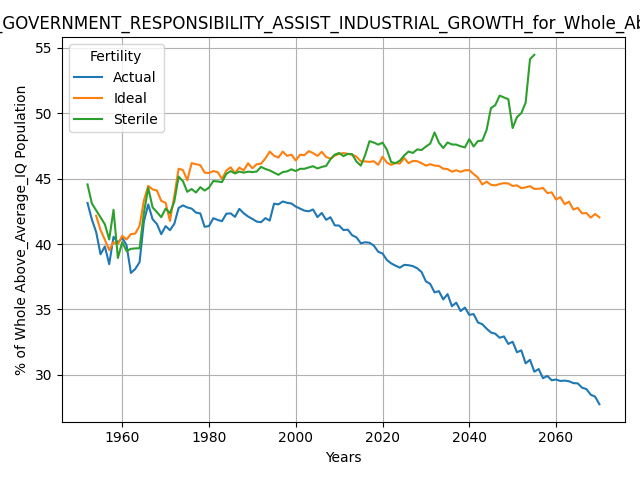 _GOVERNMENT_RESPONSIBILITY_ASSIST_INDUSTRIAL_GROWTH_for_Whole_Ab
% of Whole Above_Average_IQ Population
55
50
45
40
35
30
Fertility
Actual
Ideal
Sterile
1960 1980 2000 2020 2040 2060
Years